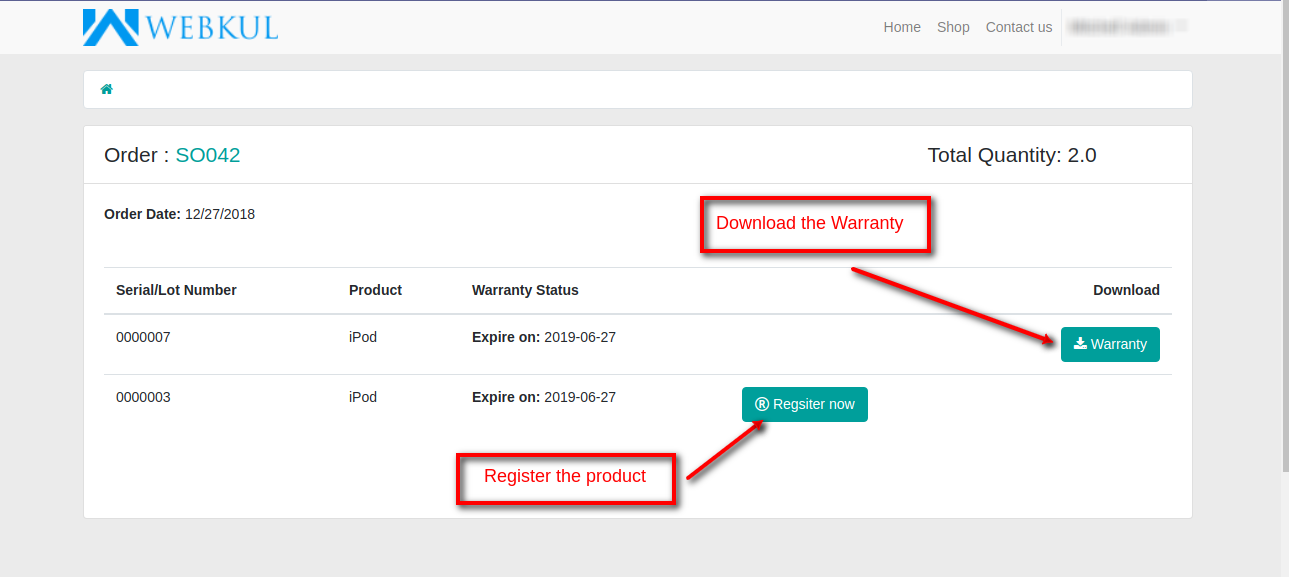 WEBKUL
Home Shop Contact us
Order : SO042 Total Quantity: 2.0
Order Date: 12/27/2018
Download the Warranty
Serial/Lot Number Product Warranty Status Download
0000007 iPod Expire on: 2019-06-27 Warranty
0000003 iPod Expire on: 2019-06-27 ® Regsiter now
Register the product